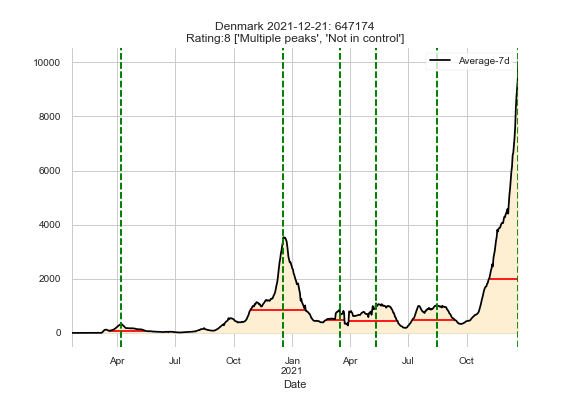 Denmark 2021-12-21: 647174
Rating:8 ['Multiple peaks', 'Not in control']
Average-7d
10000
8000
6000
4000
2000
0
Apr Jul Oct Jan Apr Jul Oct
2021
Date